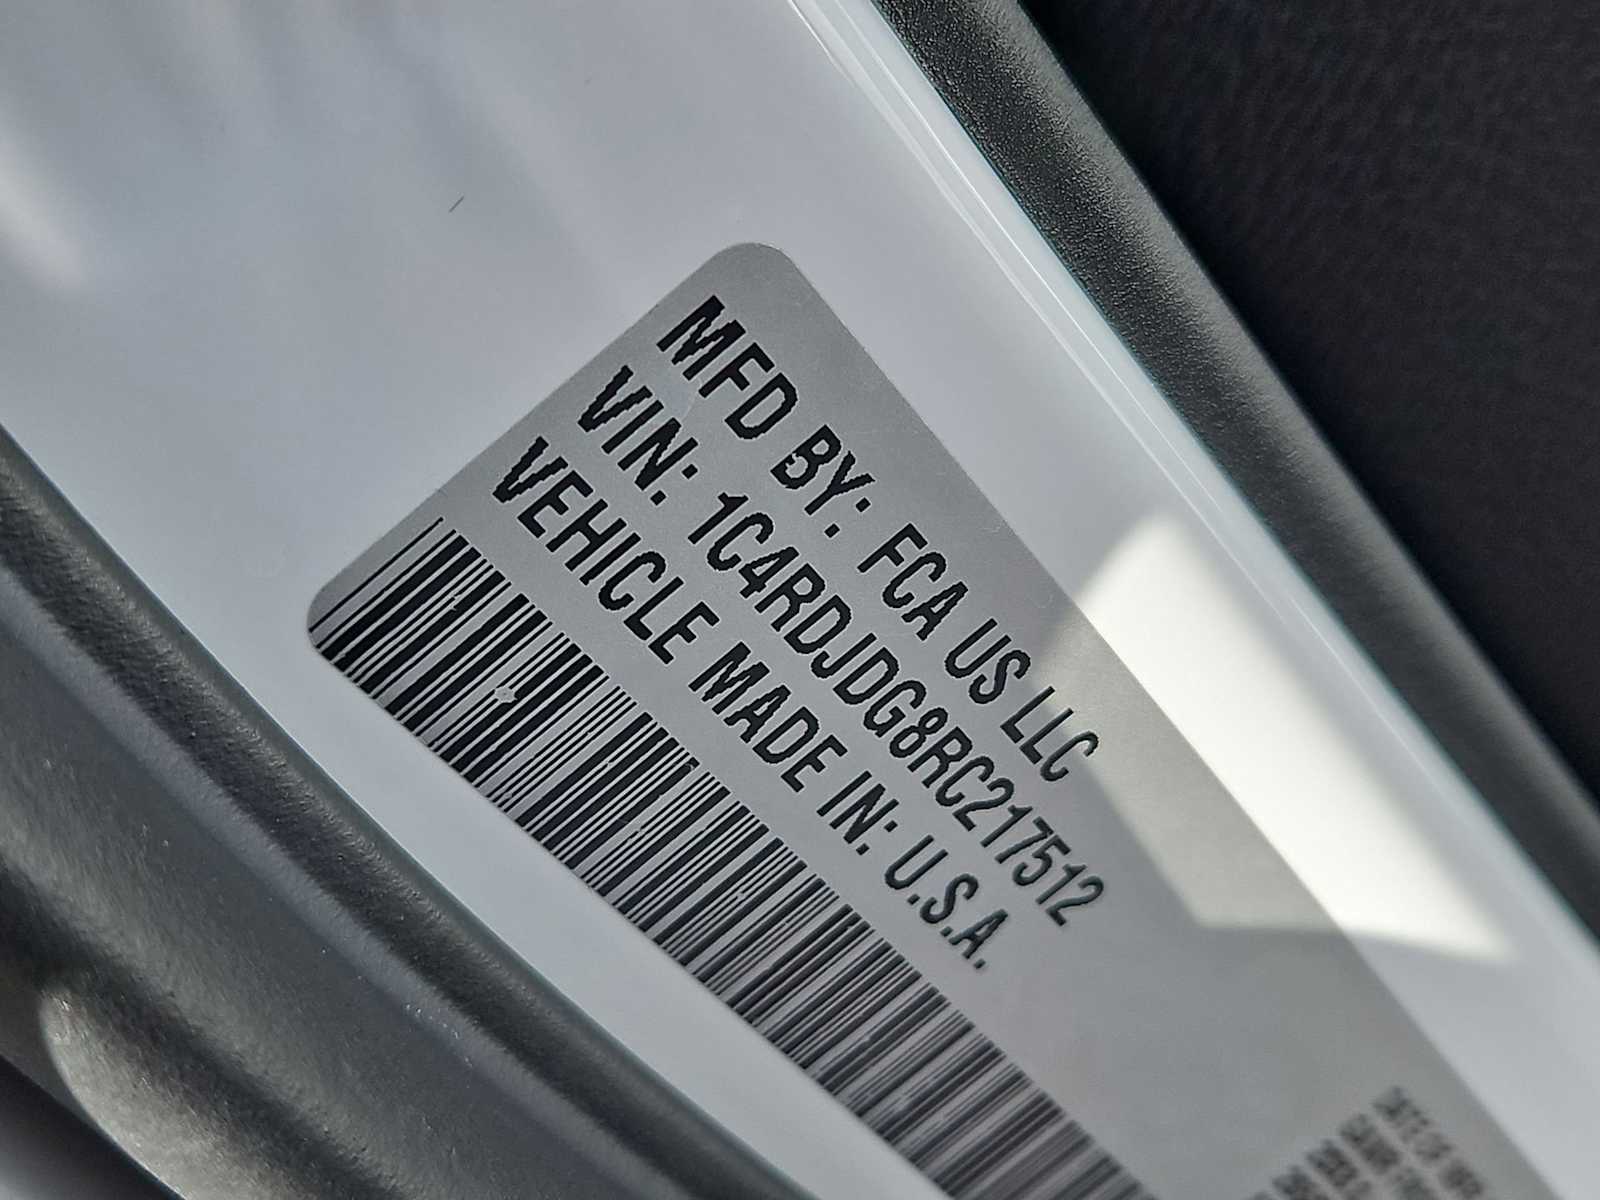 MFD BY: FCA US LLC
VIN: 1C4RDJDG8RC217512
VEHICLE MADE IN: U.S.A.